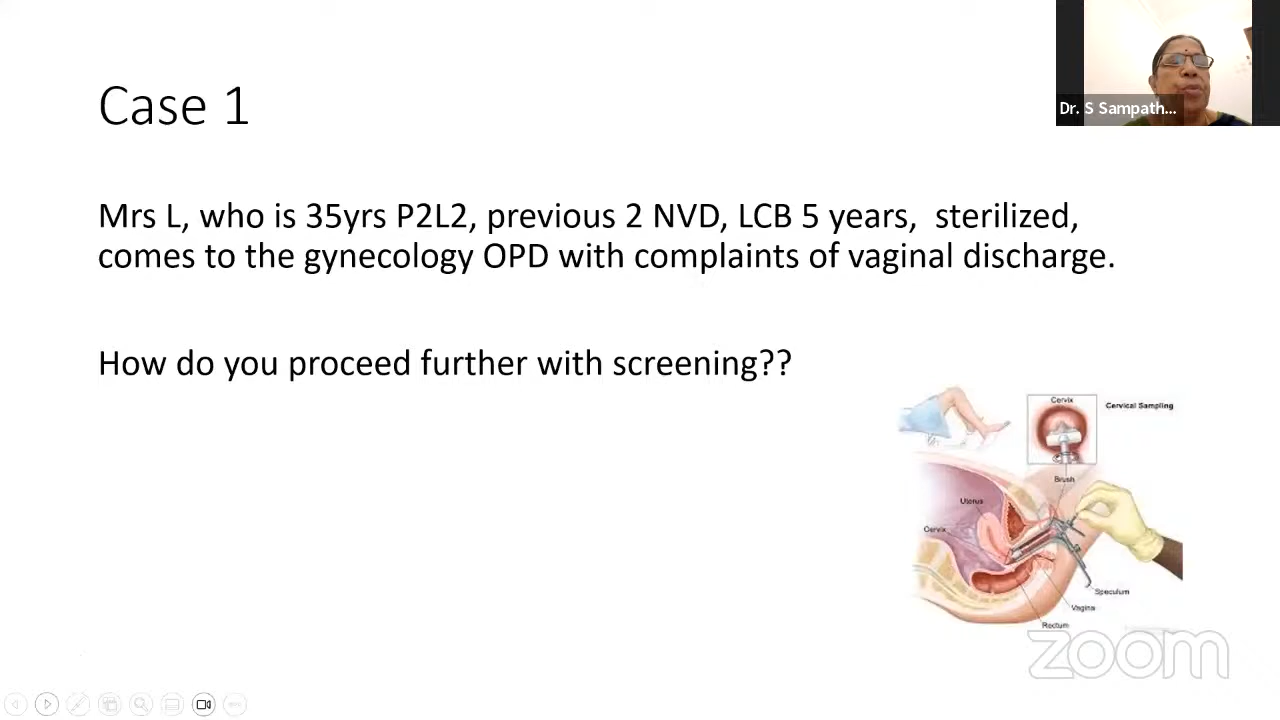 Dr. S Sampath...
Case 1
Mrs L, who is 35yrs P2L2, previous 2 NVD, LCB 5 years, sterilized,
comes to the gynecology OPD with complaints of vaginal discharge.
How do you proceed further with screening??
Cervix
Cervical Sampling
Brush
Uterus
Cervix
Speculum
Vagina
Rectum
zoom